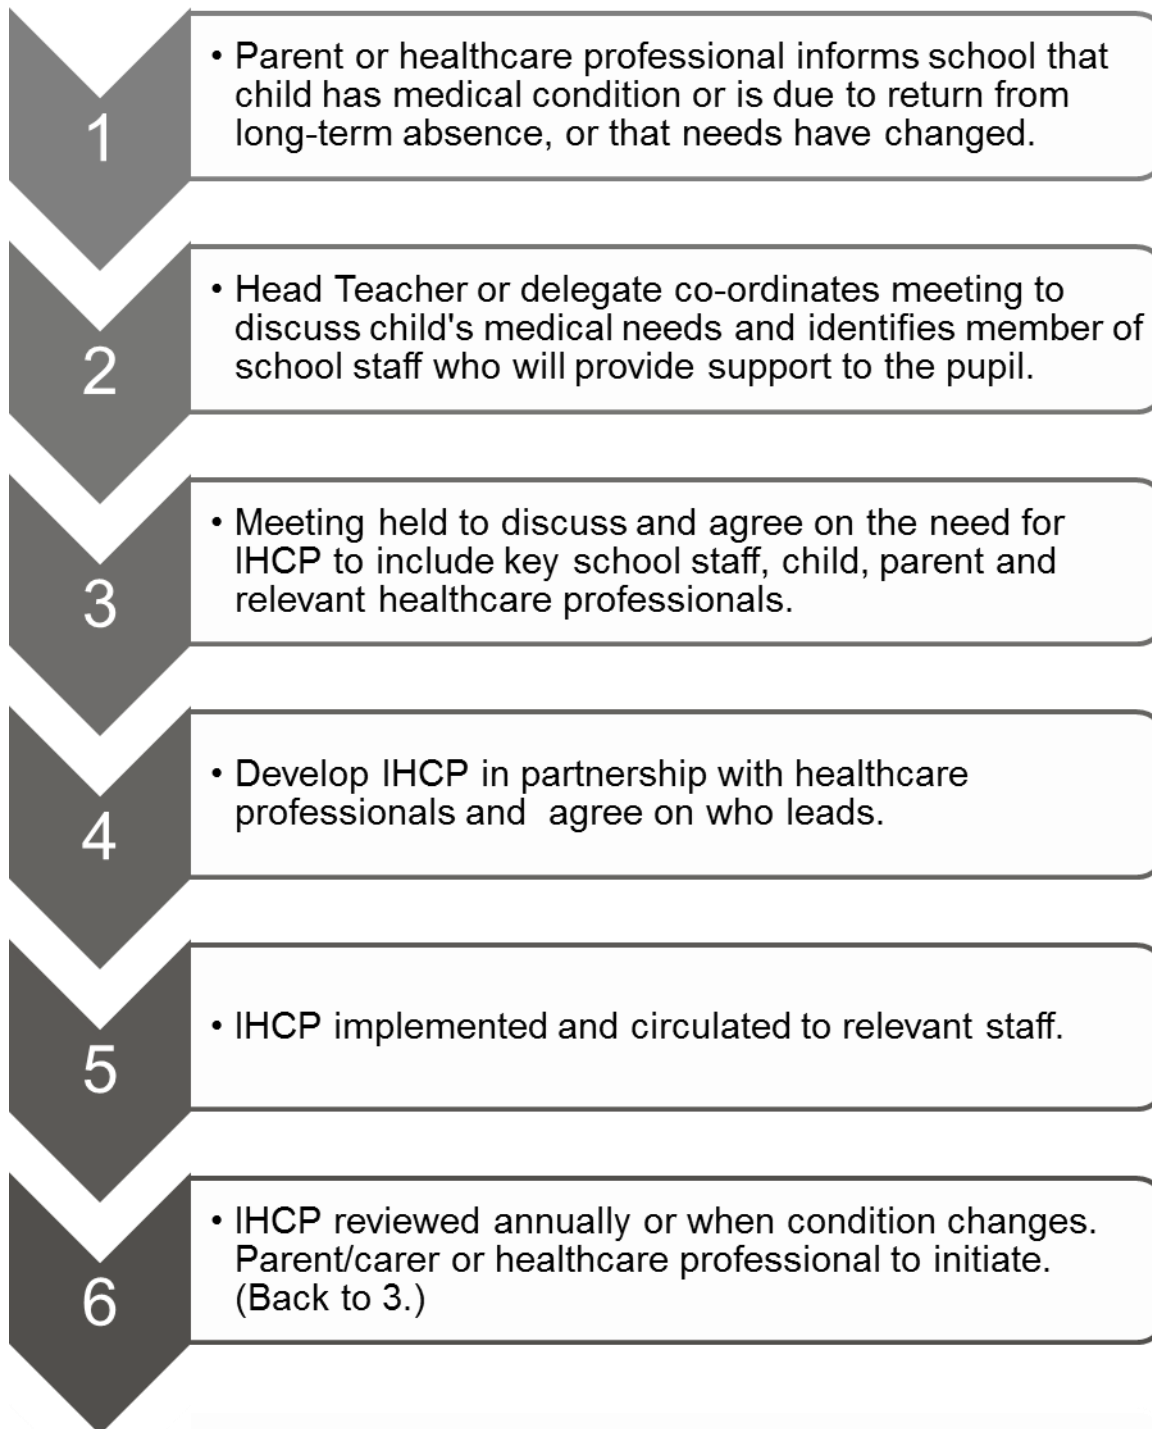 1
• Parent or healthcare professional informs school that
child has medical condition or is due to return from
long-term absence, or that needs have changed.
2
• Head Teacher or delegate co-ordinates meeting to
discuss child's medical needs and identifies member of
school staff who will provide support to the pupil.
3
• Meeting held to discuss and agree on the need for
IHCP to include key school staff, child, parent and
relevant healthcare professionals.
4
• Develop IHCP in partnership with healthcare
professionals and  agree on who leads.
5
• IHCP implemented and circulated to relevant staff.
6
• IHCP reviewed annually or when condition changes.
Parent/carer or healthcare professional to initiate.
(Back to 3.)